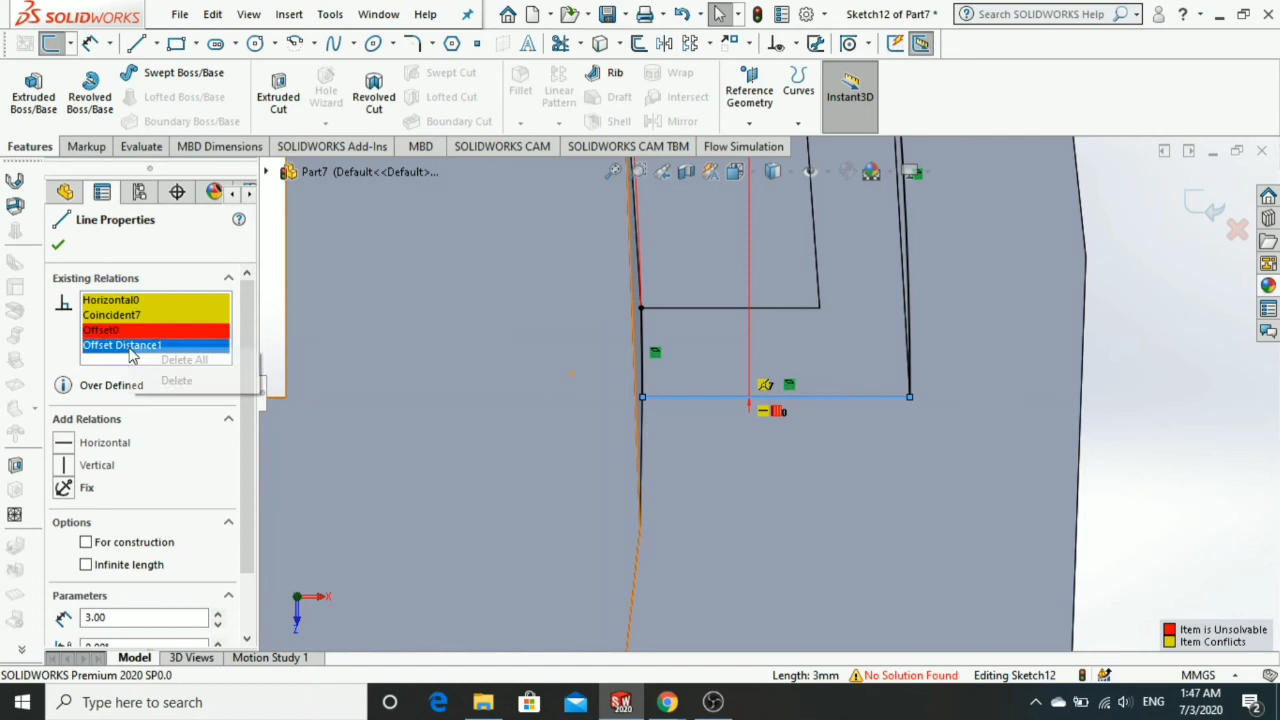 SOLIDWORKS File Edit View Insert Tools Window Help Sketch12 of Part7 * Search SOLIDWORKS Help
Extruded Boss/Base
Revolved Boss/Base
Swept Boss/Base
Lofted Boss/Base
Boundary Boss/Base
Extruded Cut
Hole Wizard
Revolved Cut
Swept Cut
Lofted Cut
Boundary Cut
Fillet
Linear Pattern
Rib
Draft
Shell
Wrap
Intersect
Mirror
Reference Geometry
Curves
Instant3D
Features Markup Evaluate MBD Dimensions SOLIDWORKS Add-Ins MBD SOLIDWORKS CAM SOLIDWORKS CAM TBM Flow Simulation
Part7 (Default<<Default>...
Line Properties
Existing Relations
Horizontal0
Coincident7
Offset0
Offset Distance1
Delete All
Delete
Over Defined
Add Relations
Horizontal
Vertical
Fix
Options
For construction
Infinite length
Parameters
3.00
7
0
X
Z
Item is Unsolvable
Item Conflicts
Model 3D Views Motion Study 1
SOLIDWORKS Premium 2020 SP0.0 Length: 3mm No Solution Found Editing Sketch12 MMGS
Type here to search
SW
2020
ENG
1:47 AM
7/3/2020
2